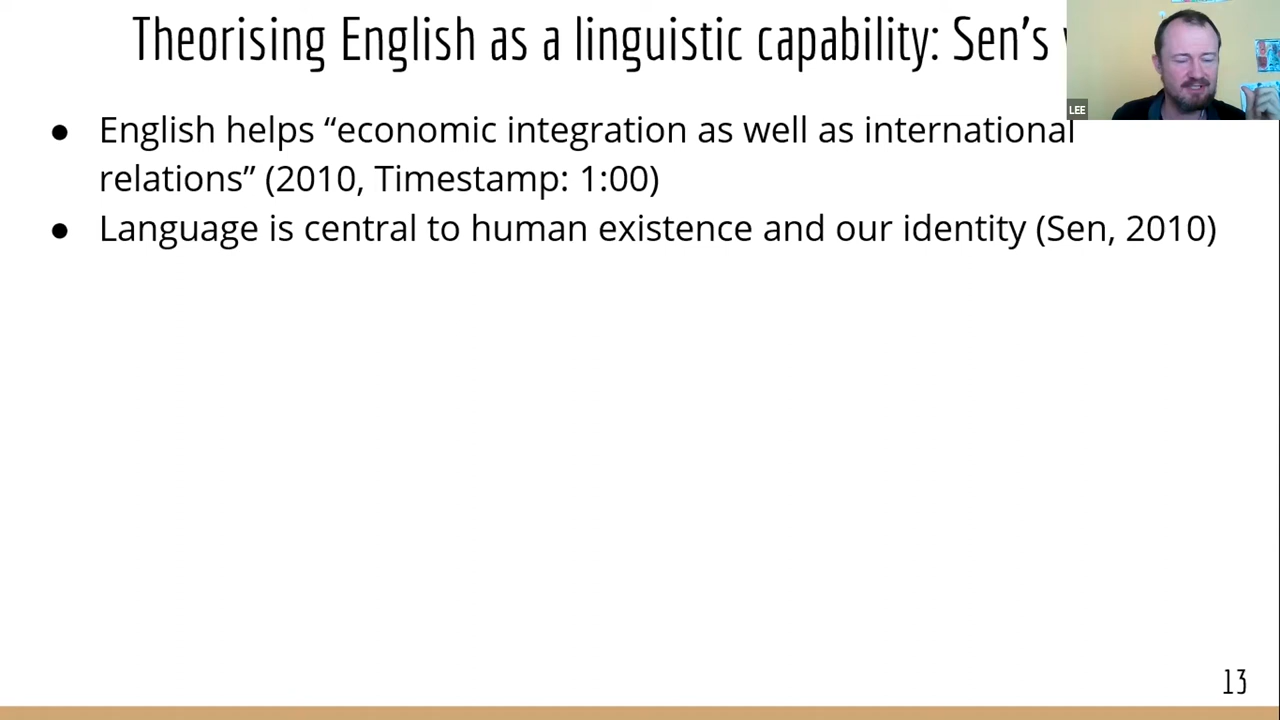 Theorising English as a linguistic capability: Sen's
LEE
● English helps “economic integration as well as international
relations” (2010, Timestamp: 1:00)
● Language is central to human existence and our identity (Sen, 2010)
13